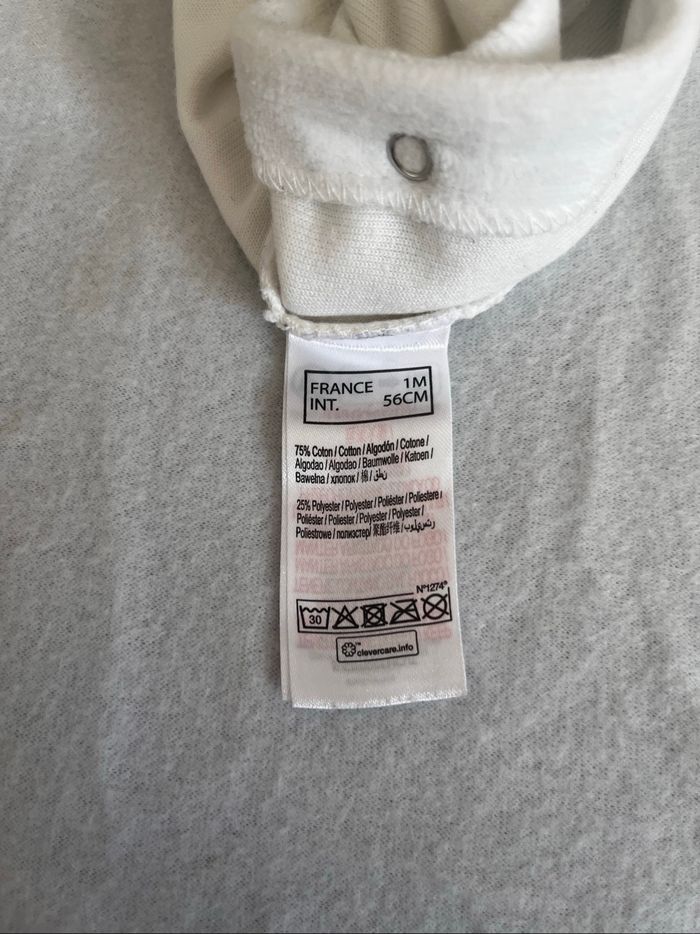 FRANCE 1M
INT. 56CM
75% Coton / Cotton / Algodón / Cotone /
Algodao / Algodao / Baumwolle / Katoen /
Bawełna / хлопок / 棉 / قطن
25% Polyester / Polyester / Poliéster / Poliestere /
Poliéster / Poliester / Polyester / Polyester /
Poliestrowe / полиэстер / 聚酯纤维 / بوليستر
N°1274*
30
clevercare.info